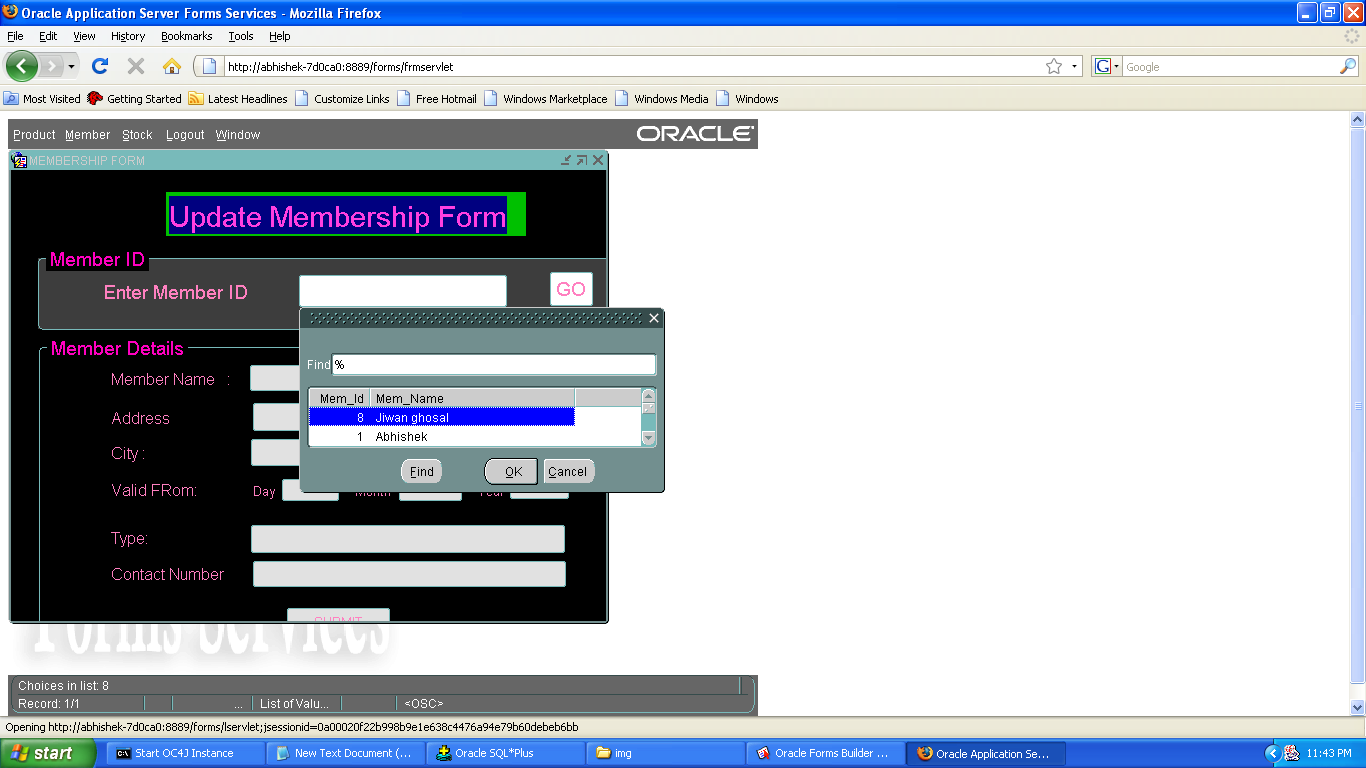 Oracle Application Server Forms Services - Mozilla Firefox
File Edit View History Bookmarks Tools Help
http://abhishek-7d0ca0:8889/forms/frmservlet
G Google
Most Visited Getting Started Latest Headlines Customize Links Free Hotmail Windows Marketplace Windows Media Windows
Product Member Stock Logout Window ORACLE
MEMBERSHIP FORM
Update Membership Form
Member ID
Enter Member ID GO
Member Details
Find %
Member Name :
Mem_Id Mem_Name
8 Jiwan ghosal
1 Abhishek
Address
City :
Find OK Cancel
Valid FRom: Day Month Year
Type:
Contact Number
SUBMIT
Forms Services
Choices in list: 8
Record: 1/1 ... List of Valu... <OSC>
Opening http://abhishek-7d0ca0:8889/forms/lservlet;jsessionid=0a00020f22b998b9e1e638c4476a94e79b60debeb6bb
start Start OC4J Instance New Text Document (... Oracle SQL*Plus img Oracle Forms Builder ... Oracle Application Se... 11:43 PM